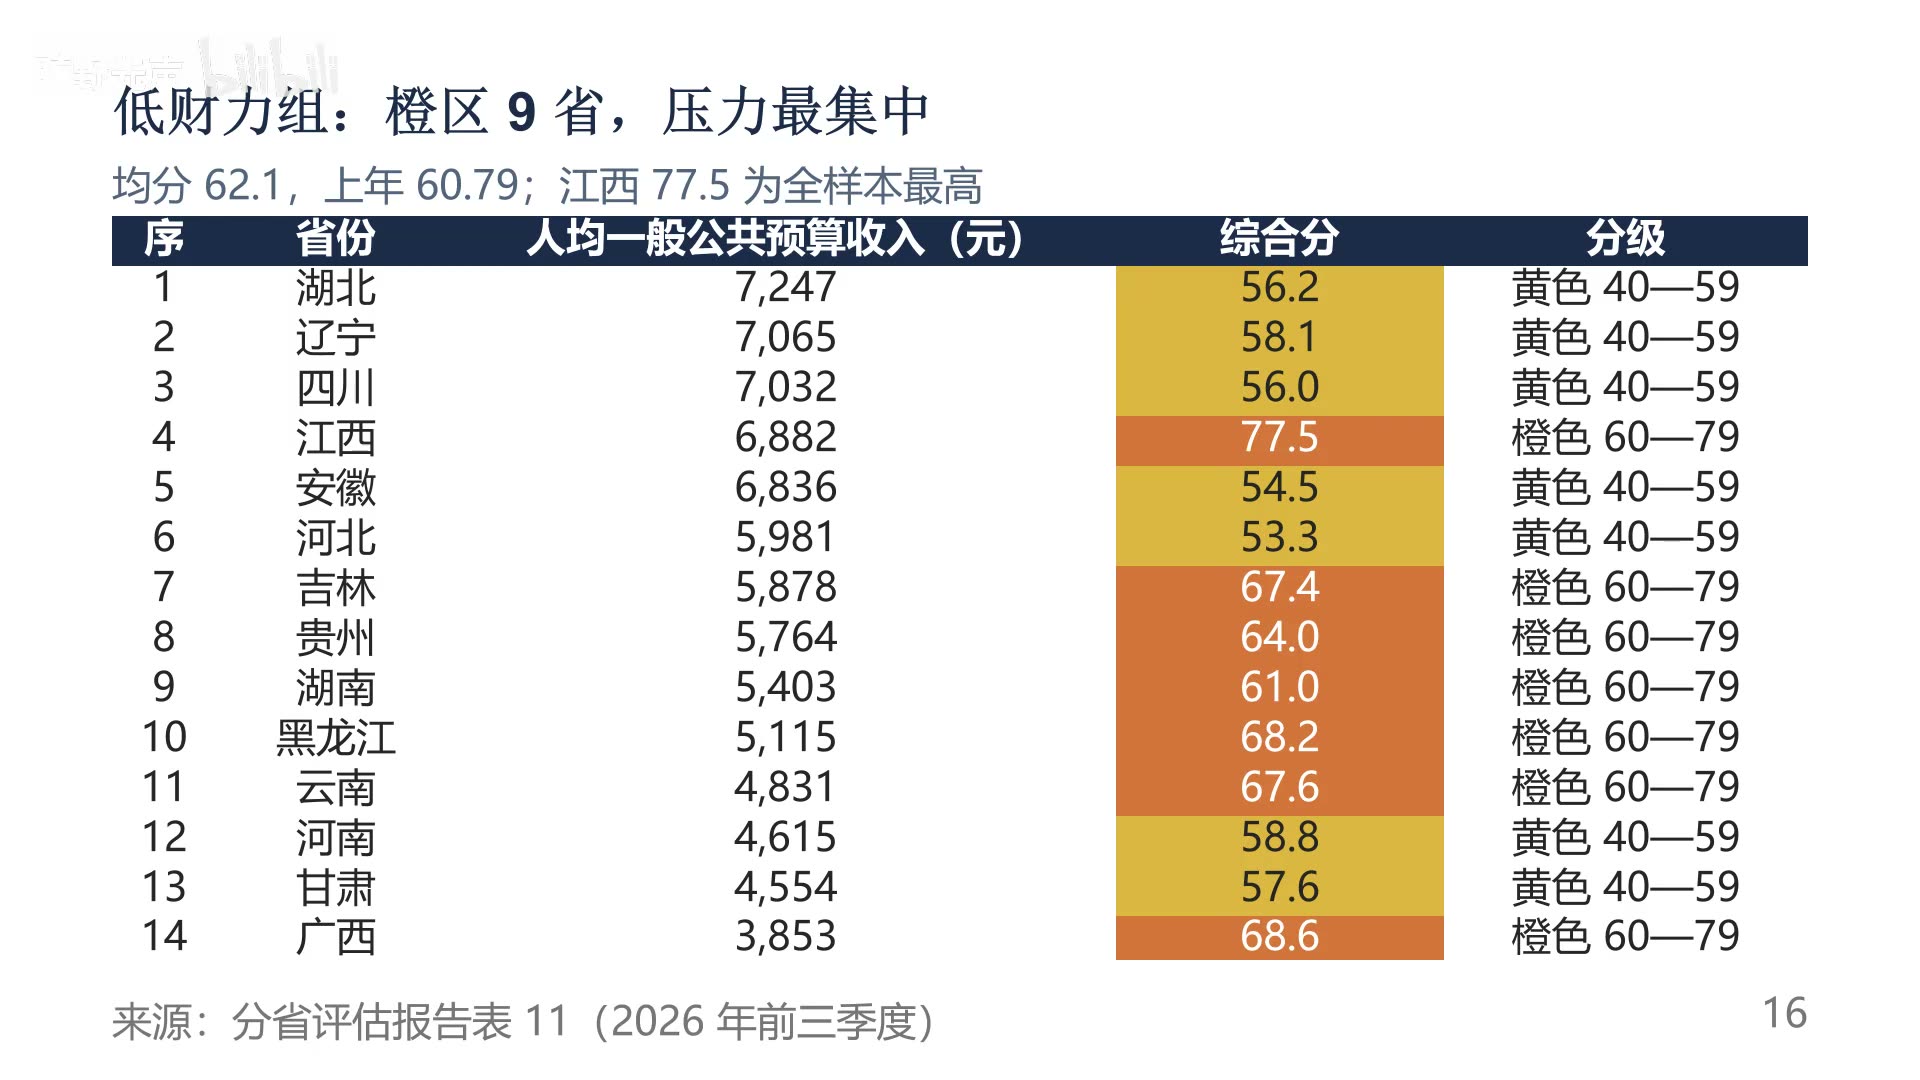 bilibili
低财力组：橙区 9 省，压力最集中
均分 62.1，上年 60.79；江西 77.5 为全样本最高
序 省份 人均一般公共预算收入（元） 综合分 分级
1 湖北 7,247 56.2 黄色 40—59
2 辽宁 7,065 58.1 黄色 40—59
3 四川 7,032 56.0 黄色 40—59
4 江西 6,882 77.5 橙色 60—79
5 安徽 6,836 54.5 黄色 40—59
6 河北 5,981 53.3 黄色 40—59
7 吉林 5,878 67.4 橙色 60—79
8 贵州 5,764 64.0 橙色 60—79
9 湖南 5,403 61.0 橙色 60—79
10 黑龙江 5,115 68.2 橙色 60—79
11 云南 4,831 67.6 橙色 60—79
12 河南 4,615 58.8 黄色 40—59
13 甘肃 4,554 57.6 黄色 40—59
14 广西 3,853 68.6 橙色 60—79
来源：分省评估报告表 11（2026 年前三季度）
16